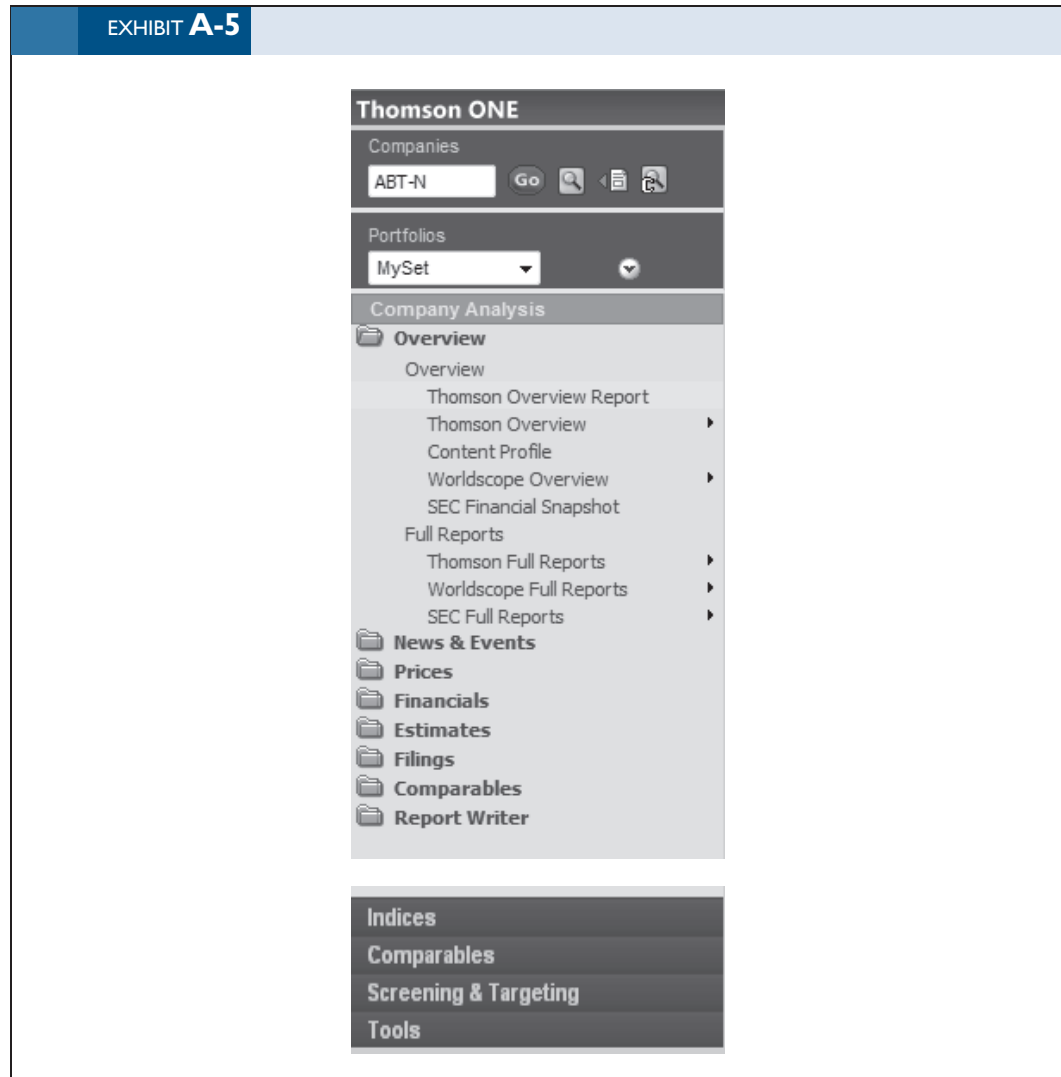 EXHIBIT A-5
Thomson ONE
Companies
ABT-N Go
Portfolios
MySet
Company Analysis
Overview
Overview
Thomson Overview Report
Thomson Overview
Content Profile
Worldscope Overview
SEC Financial Snapshot
Full Reports
Thomson Full Reports
Worldscope Full Reports
SEC Full Reports
News & Events
Prices
Financials
Estimates
Filings
Comparables
Report Writer
Indices
Comparables
Screening & Targeting
Tools